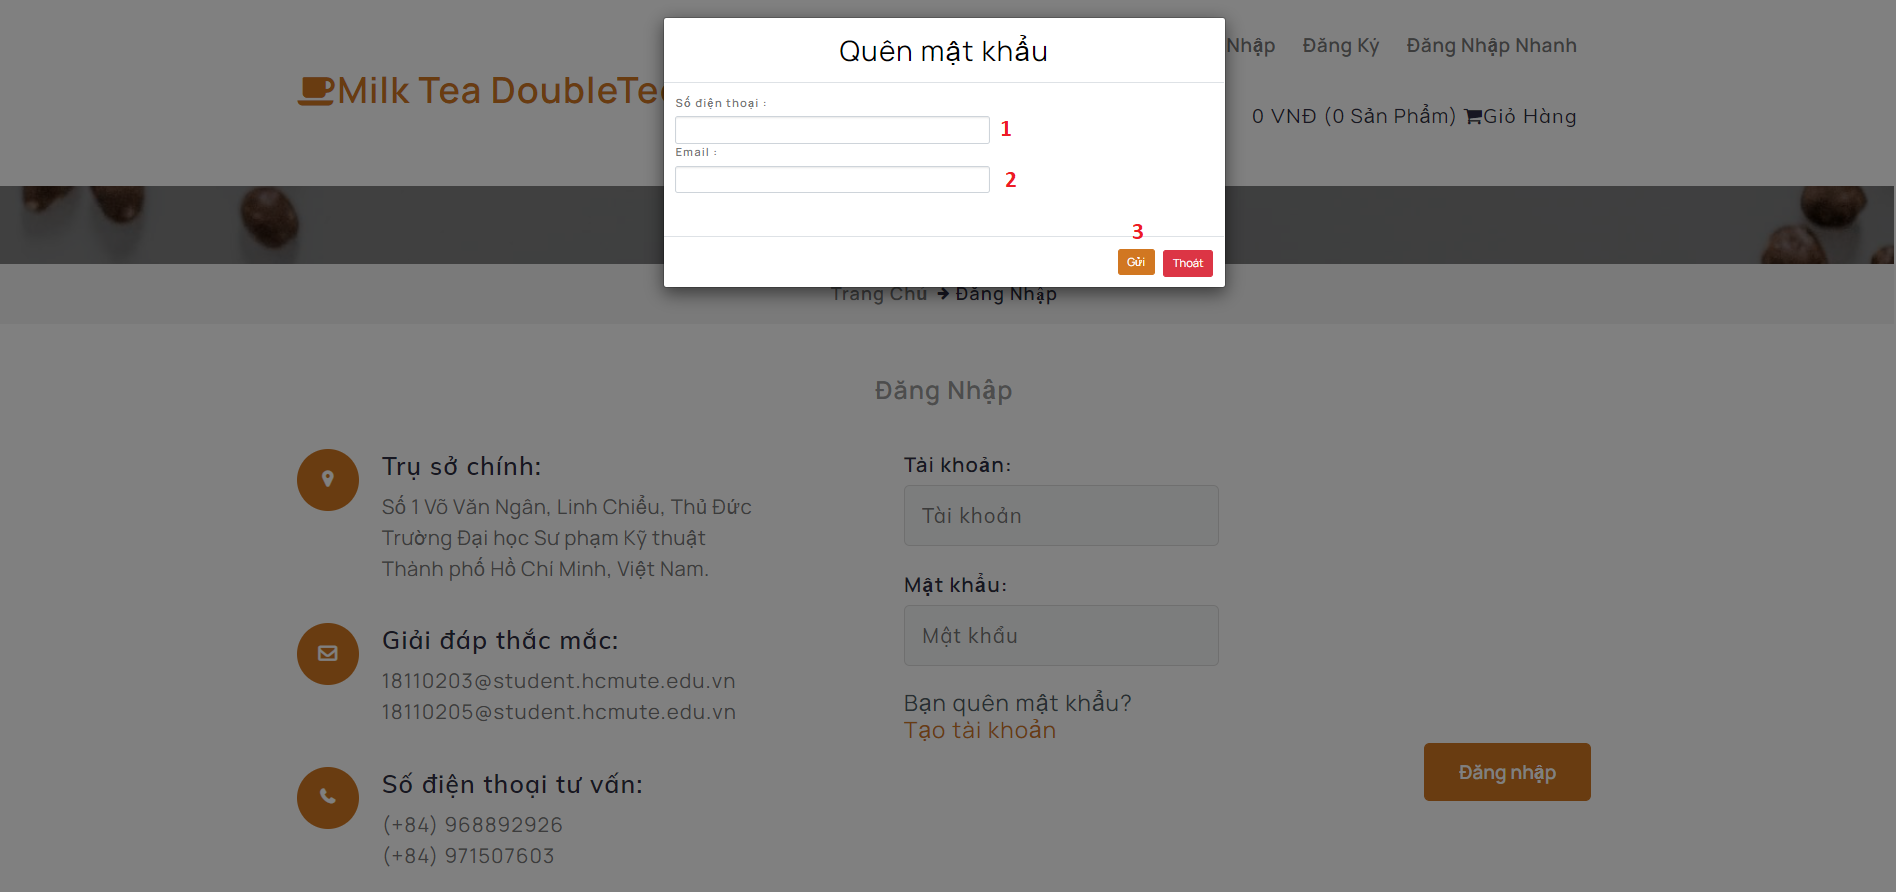 Quên mật khẩu
Số điện thoại :
1
Email :
2
3
Gửi
Thoát
Nhập
Đăng Ký
Đăng Nhập Nhanh
Milk Tea DoubleTe
0 VNĐ (0 Sản Phẩm) Giỏ Hàng
Trang Chủ → Đăng Nhập
Đăng Nhập
Trụ sở chính:
Số 1 Võ Văn Ngân, Linh Chiểu, Thủ Đức
Trường Đại học Sư phạm Kỹ thuật
Thành phố Hồ Chí Minh, Việt Nam.
Giải đáp thắc mắc:
18110203@student.hcmute.edu.vn
18110205@student.hcmute.edu.vn
Số điện thoại tư vấn:
(+84) 968892926
(+84) 971507603
Tài khoản:
Tài khoản
Mật khẩu:
Mật khẩu
Bạn quên mật khẩu?
Tạo tài khoản
Đăng nhập